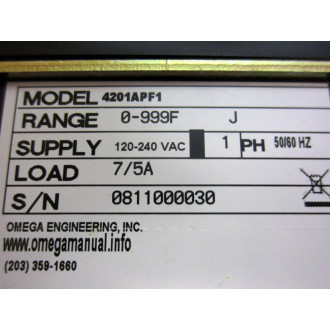 MODEL 4201APF1
RANGE 0-999F J
SUPPLY 120-240 VAC 1 PH 50/60 HZ
LOAD 7/5A
S/N 0811000030
OMEGA ENGINEERING, INC.
www.omegamanual.info
(203) 359-1660